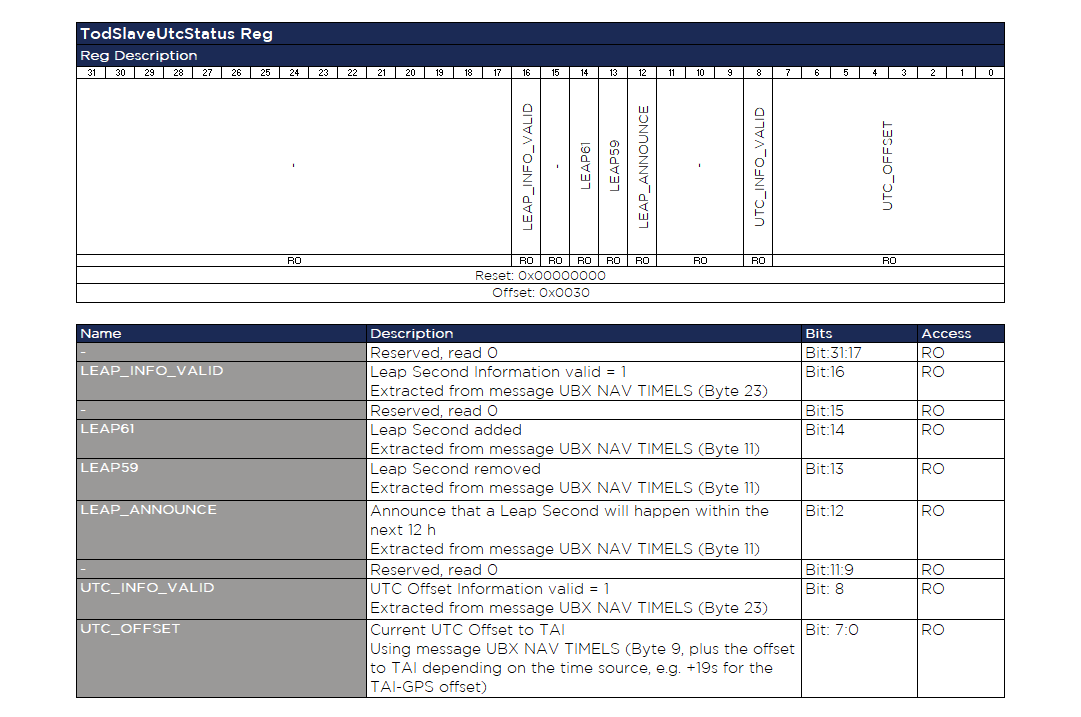 TodSlaveUtcStatus Reg
Reg Description
31 30 29 28 27 26 25 24 23 22 21 20 19 18 17 16 15 14 13 12 11 10 9 8 7 6 5 4 3 2 1 0
- LEAP_INFO_VALID - LEAP61 LEAP59 LEAP_ANNOUNCE - UTC_INFO_VALID UTC_OFFSET
RO RO RO RO RO RO RO RO RO
Reset: 0x00000000
Offset: 0x0030
Name Description Bits Access
- Reserved, read 0 Bit:31:17 RO
LEAP_INFO_VALID Leap Second Information valid = 1 Bit:16 RO
Extracted from message UBX NAV TIMELS (Byte 23)
- Reserved, read 0 Bit:15 RO
LEAP61 Leap Second added Bit:14 RO
Extracted from message UBX NAV TIMELS (Byte 11)
LEAP59 Leap Second removed Bit:13 RO
Extracted from message UBX NAV TIMELS (Byte 11)
LEAP_ANNOUNCE Announce that a Leap Second will happen within the Bit:12 RO
next 12 h
Extracted from message UBX NAV TIMELS (Byte 11)
- Reserved, read 0 Bit:11:9 RO
UTC_INFO_VALID UTC Offset Information valid = 1 Bit: 8 RO
Extracted from message UBX NAV TIMELS (Byte 23)
UTC_OFFSET Current UTC Offset to TAI Bit: 7:0 RO
Using message UBX NAV TIMELS (Byte 9, plus the offset
to TAI depending on the time source, e.g. +19s for the
TAI-GPS offset)